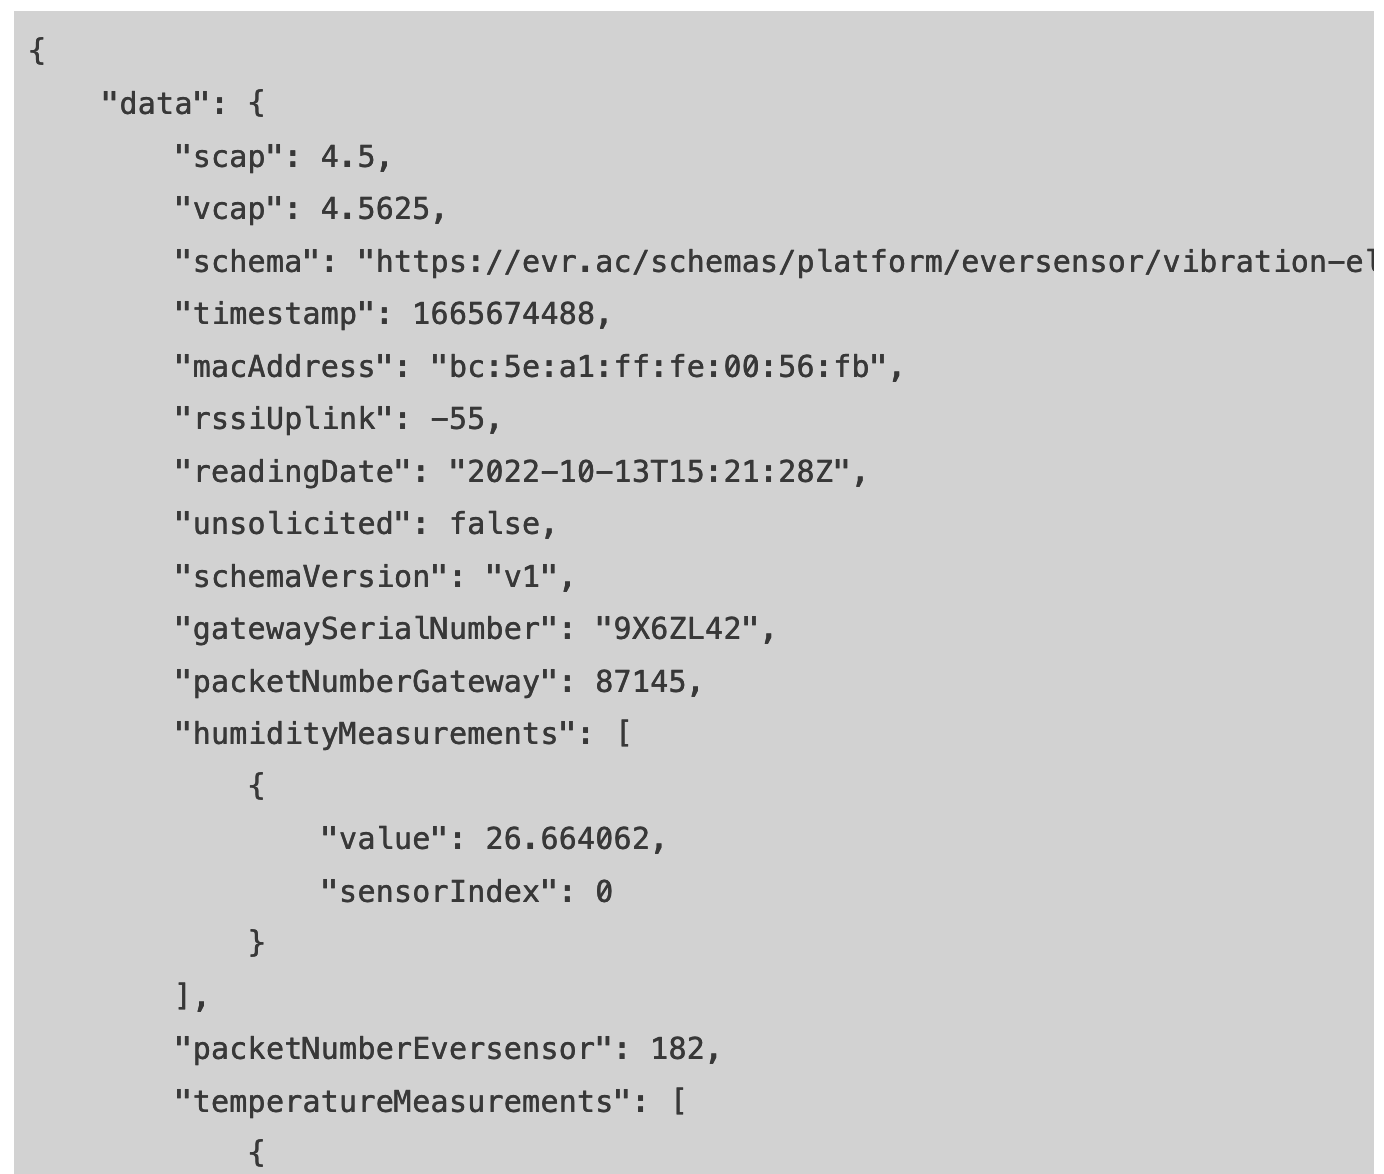 {
    "data": {
        "scap": 4.5,
        "vcap": 4.5625,
        "schema": "https://evr.ac/schemas/platform/eversensor/vibration-el
        "timestamp": 1665674488,
        "macAddress": "bc:5e:a1:ff:fe:00:56:fb",
        "rssiUplink": -55,
        "readingDate": "2022-10-13T15:21:28Z",
        "unsolicited": false,
        "schemaVersion": "v1",
        "gatewaySerialNumber": "9X6ZL42",
        "packetNumberGateway": 87145,
        "humidityMeasurements": [
            {
                "value": 26.664062,
                "sensorIndex": 0
            }
        ],
        "packetNumberEversensor": 182,
        "temperatureMeasurements": [
            {